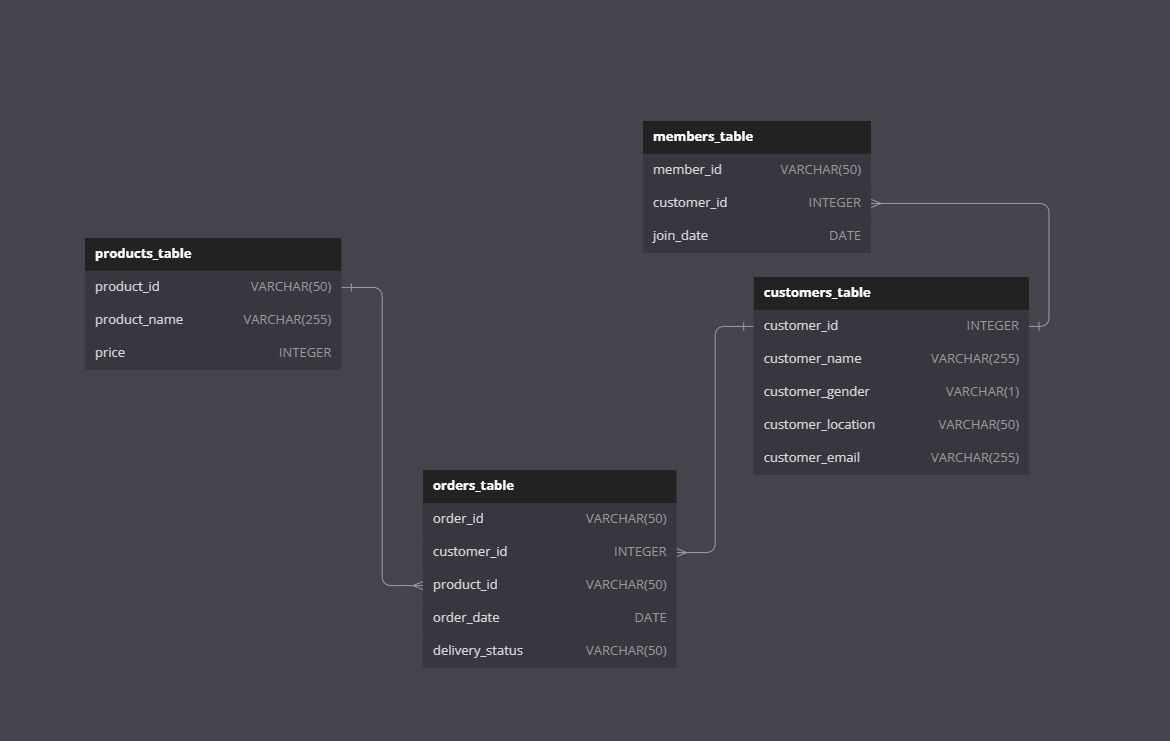 members_table
member_id VARCHAR(50)
customer_id INTEGER
join_date DATE
products_table
product_id VARCHAR(50)
product_name VARCHAR(255)
price INTEGER
customers_table
customer_id INTEGER
customer_name VARCHAR(255)
customer_gender VARCHAR(1)
customer_location VARCHAR(50)
customer_email VARCHAR(255)
orders_table
order_id VARCHAR(50)
customer_id INTEGER
product_id VARCHAR(50)
order_date DATE
delivery_status VARCHAR(50)